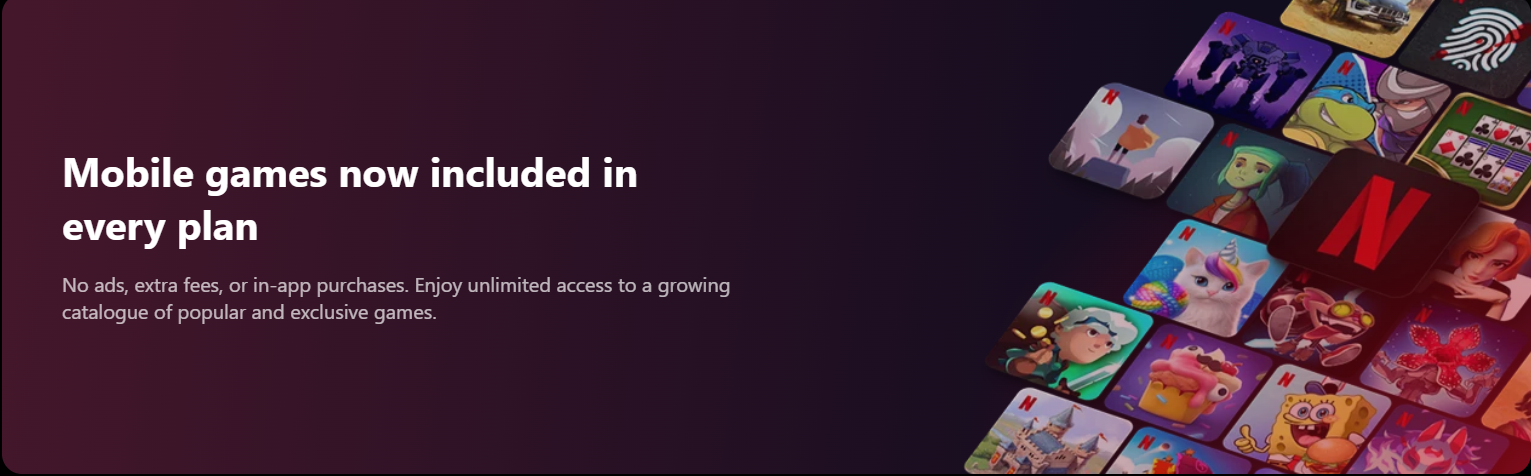 Mobile games now included in
every plan
No ads, extra fees, or in-app purchases. Enjoy unlimited access to a growing
catalogue of popular and exclusive games.